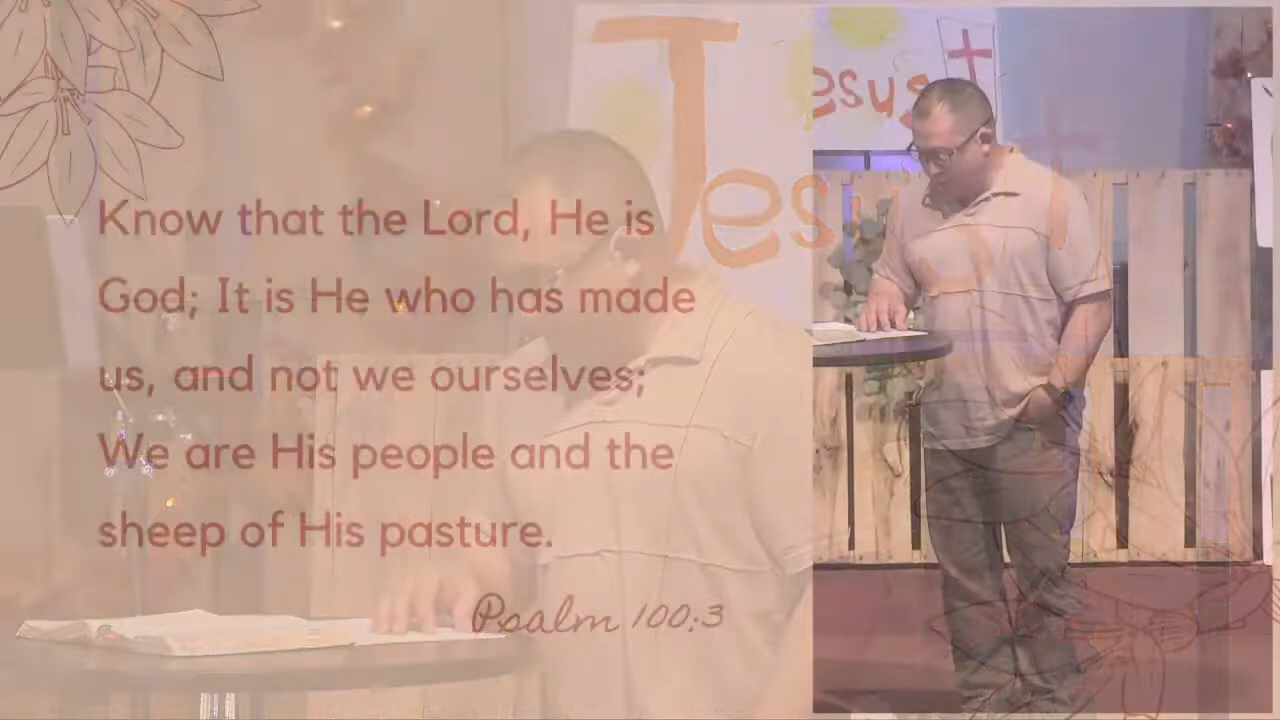 Jesus
esus
Know that the Lord, He is
God; It is He who has made
us, and not we ourselves;
We are His people and the
sheep of His pasture.
Psalm 100:3